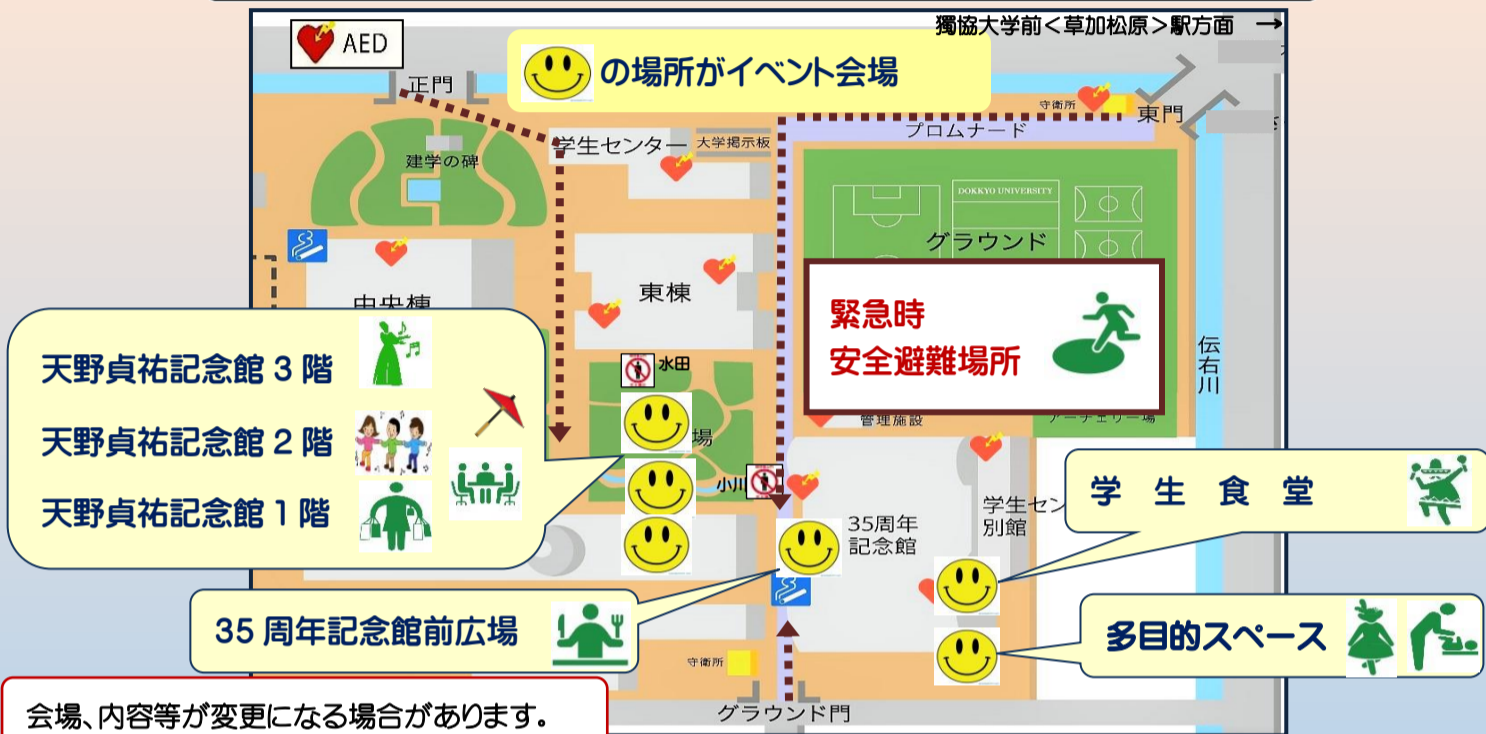 獨協大学前<草加松原>駅方面 →
AED
の場所がイベント会場
正門
守衛所
東門
プロムナード
学生センター
大学掲示板
建学の碑
DOKKYO UNIVERSITY
グラウンド
東棟
中央棟
緊急時
安全避難場所
伝右川
天野貞祐記念館3階
天野貞祐記念館2階
天野貞祐記念館1階
水田
場
管理施設
アーチェリー場
小川
35周年
記念館
学生セン
別館
学生食堂
35周年記念館前広場
多目的スペース
守衛所
グラウンド門
会場、内容等が変更になる場合があります。